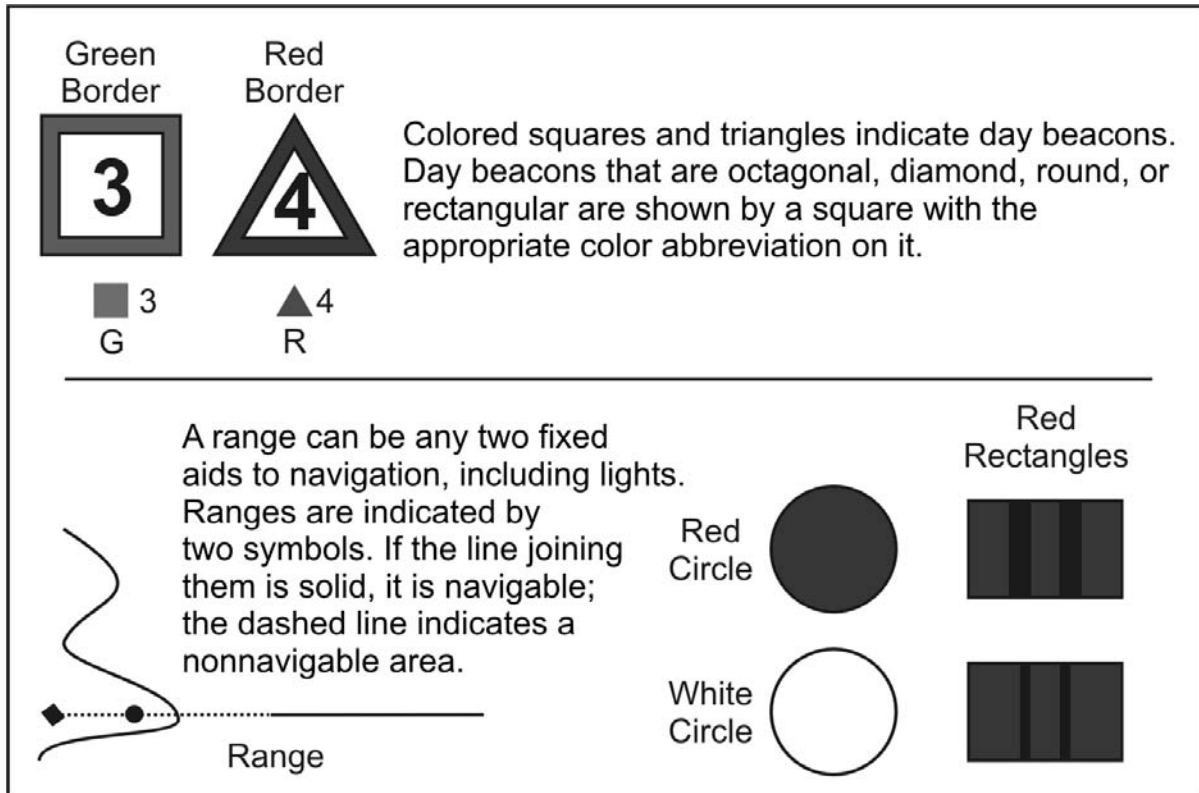 Green
Border
Red
Border
3
4
Colored squares and triangles indicate day beacons.
Day beacons that are octagonal, diamond, round, or
rectangular are shown by a square with the
appropriate color abbreviation on it.
3
4
G
R
A range can be any two fixed
aids to navigation, including lights.
Ranges are indicated by
two symbols. If the line joining
them is solid, it is navigable;
the dashed line indicates a
nonnavigable area.
Range
Red
Rectangles
Red
Circle
White
Circle